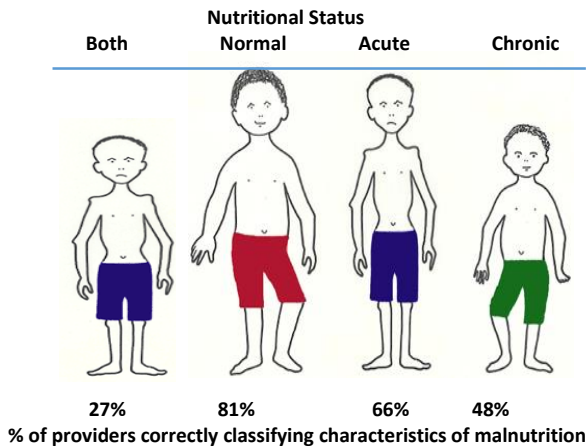 Nutritional Status
Both Normal Acute Chronic
27% 81% 66% 48%
% of providers correctly classifying characteristics of malnutrition